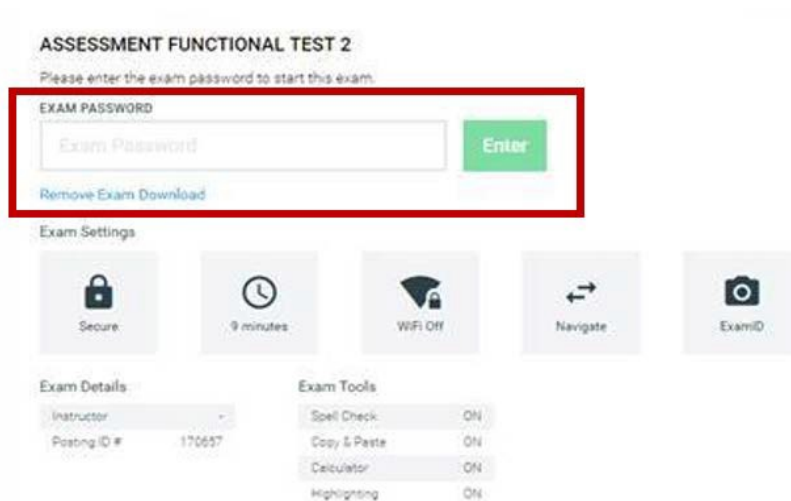 ASSESSMENT FUNCTIONAL TEST 2
Please enter the exam password to start this exam.
EXAM PASSWORD
Exam Password
Enter
Remove Exam Download
Exam Settings
Secure
9 minutes
WiFi Off
Navigate
ExamID
Exam Details
Instructor -
Posting ID # 170657
Exam Tools
Spell Check ON
Copy & Paste ON
Calculator ON
Highlighting ON